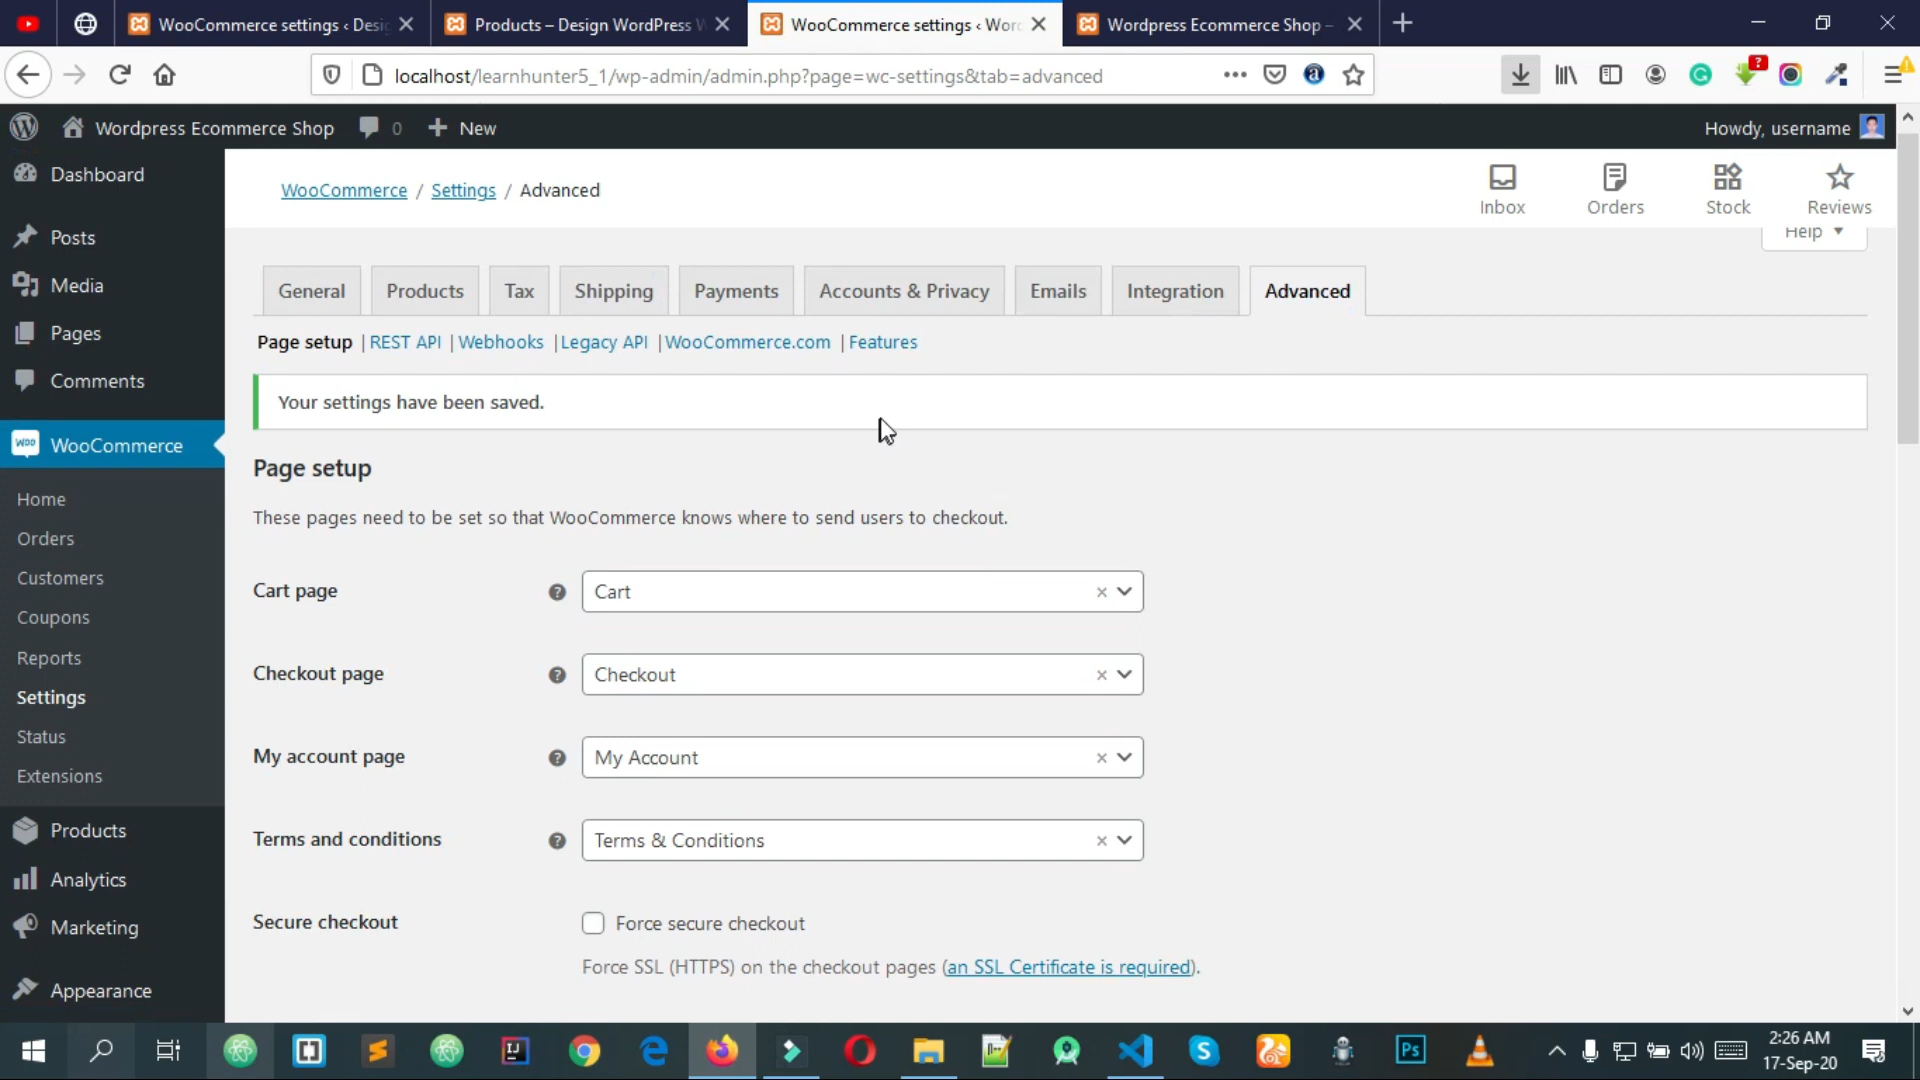 WooCommerce settings ‹ Desi
Products – Design WordPress W
WooCommerce settings ‹ Word
Wordpress Ecommerce Shop –
localhost/learnhunter5_1/wp-admin/admin.php?page=wc-settings&tab=advanced
Wordpress Ecommerce Shop
0
New
Howdy, username
Dashboard
Posts
Media
Pages
Comments
WooCommerce
Home
Orders
Customers
Coupons
Reports
Settings
Status
Extensions
Products
Analytics
Marketing
Appearance
WooCommerce / Settings / Advanced
Inbox
Orders
Stock
Reviews
Help
General
Products
Tax
Shipping
Payments
Accounts & Privacy
Emails
Integration
Advanced
Page setup | REST API | Webhooks | Legacy API | WooCommerce.com | Features
Your settings have been saved.
Page setup
These pages need to be set so that WooCommerce knows where to send users to checkout.
Cart page
Cart
Checkout page
Checkout
My account page
My Account
Terms and conditions
Terms & Conditions
Secure checkout
Force secure checkout
Force SSL (HTTPS) on the checkout pages (an SSL Certificate is required).
2:26 AM
17-Sep-20